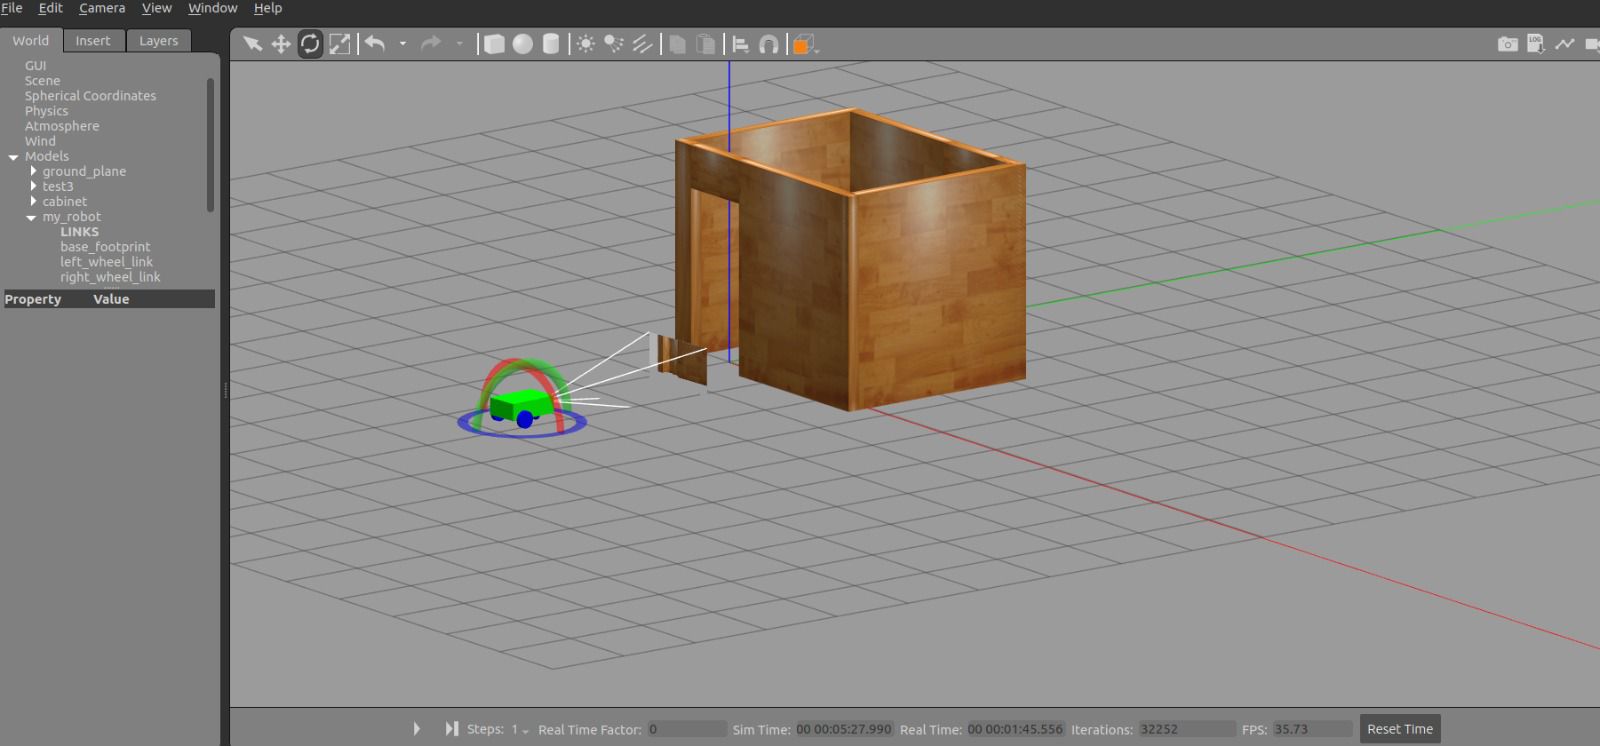 File Edit Camera View Window Help
World Insert Layers
GUI
Scene
Spherical Coordinates
Physics
Atmosphere
Wind
Models
ground_plane
test3
cabinet
my_robot
LINKS
base_footprint
left_wheel_link
right_wheel_link
Property Value
LOG
Steps: 1 Real Time Factor: 0 Sim Time: 00 00:05:27.990 Real Time: 00 00:01:45.556 Iterations: 32252 FPS: 35.73 Reset Time